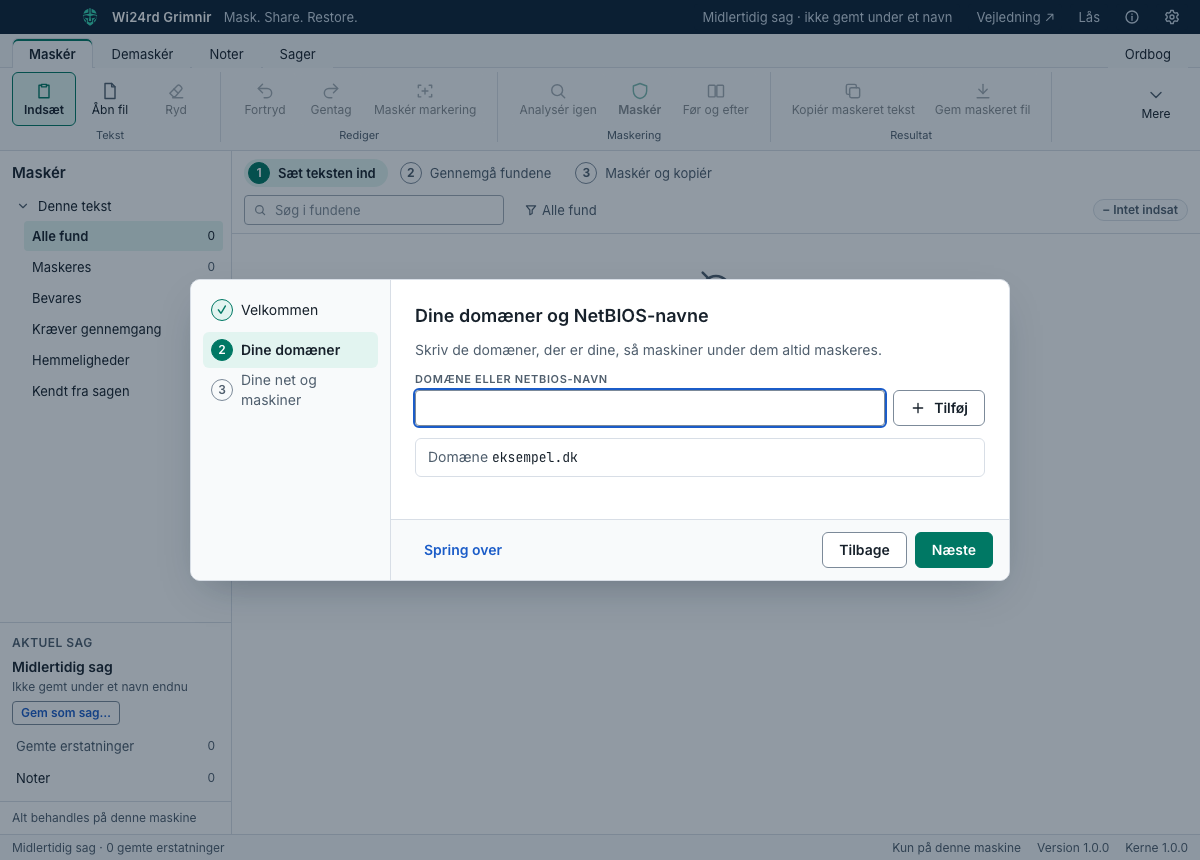 Wi24rd Grimnir Mask. Share. Restore.
Midlertidig sag · ikke gemt under et navn Vejledning ↗ Lås
Maskér Demaskér Noter Sager Ordbog
Indsæt Åbn fil Ryd Fortryd Gentag Maskér markering Analysér igen Maskér Før og efter Kopiér maskeret tekst Gem maskeret fil Mere
Tekst Rediger Maskering Resultat
Maskér
Denne tekst
Alle fund 0
Maskeres 0
Bevares
Kræver gennemgang
Hemmeligheder
Kendt fra sagen
1 Sæt teksten ind 2 Gennemgå fundene 3 Maskér og kopiér
Søg i fundene Alle fund – Intet indsat
Velkommen
2 Dine domæner
3 Dine net og
maskiner
Dine domæner og NetBIOS-navne
Skriv de domæner, der er dine, så maskiner under dem altid maskeres.
DOMÆNE ELLER NETBIOS-NAVN
+ Tilføj
Domæne eksempel.dk
Spring over Tilbage Næste
AKTUEL SAG
Midlertidig sag
Ikke gemt under et navn endnu
Gem som sag...
Gemte erstatninger 0
Noter 0
Alt behandles på denne maskine
Midlertidig sag · 0 gemte erstatninger Kun på denne maskine Version 1.0.0 Kerne 1.0.0